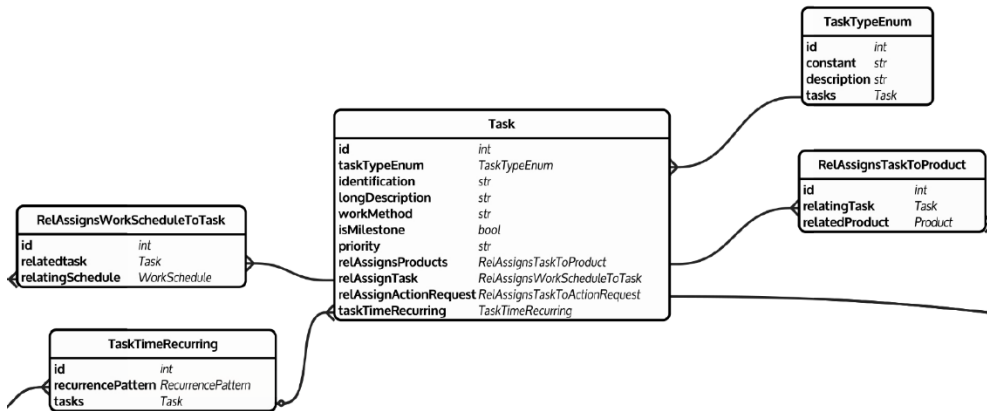 TaskTypeEnum
id int
constant str
description str
tasks Task
Task
id int
taskTypeEnum TaskTypeEnum
identification str
longDescription str
workMethod str
isMilestone bool
priority str
relAssignsProducts RelAssignsTaskToProduct
relAssignTask RelAssignsWorkScheduleToTask
relAssignActionRequest RelAssignsTaskToActionRequest
taskTimeRecurring TaskTimeRecurring
RelAssignsTaskToProduct
id int
relatingTask Task
relatedProduct Product
RelAssignsWorkScheduleToTask
id int
relatedtask Task
relatingSchedule WorkSchedule
TaskTimeRecurring
id int
recurrencePattern RecurrencePattern
tasks Task